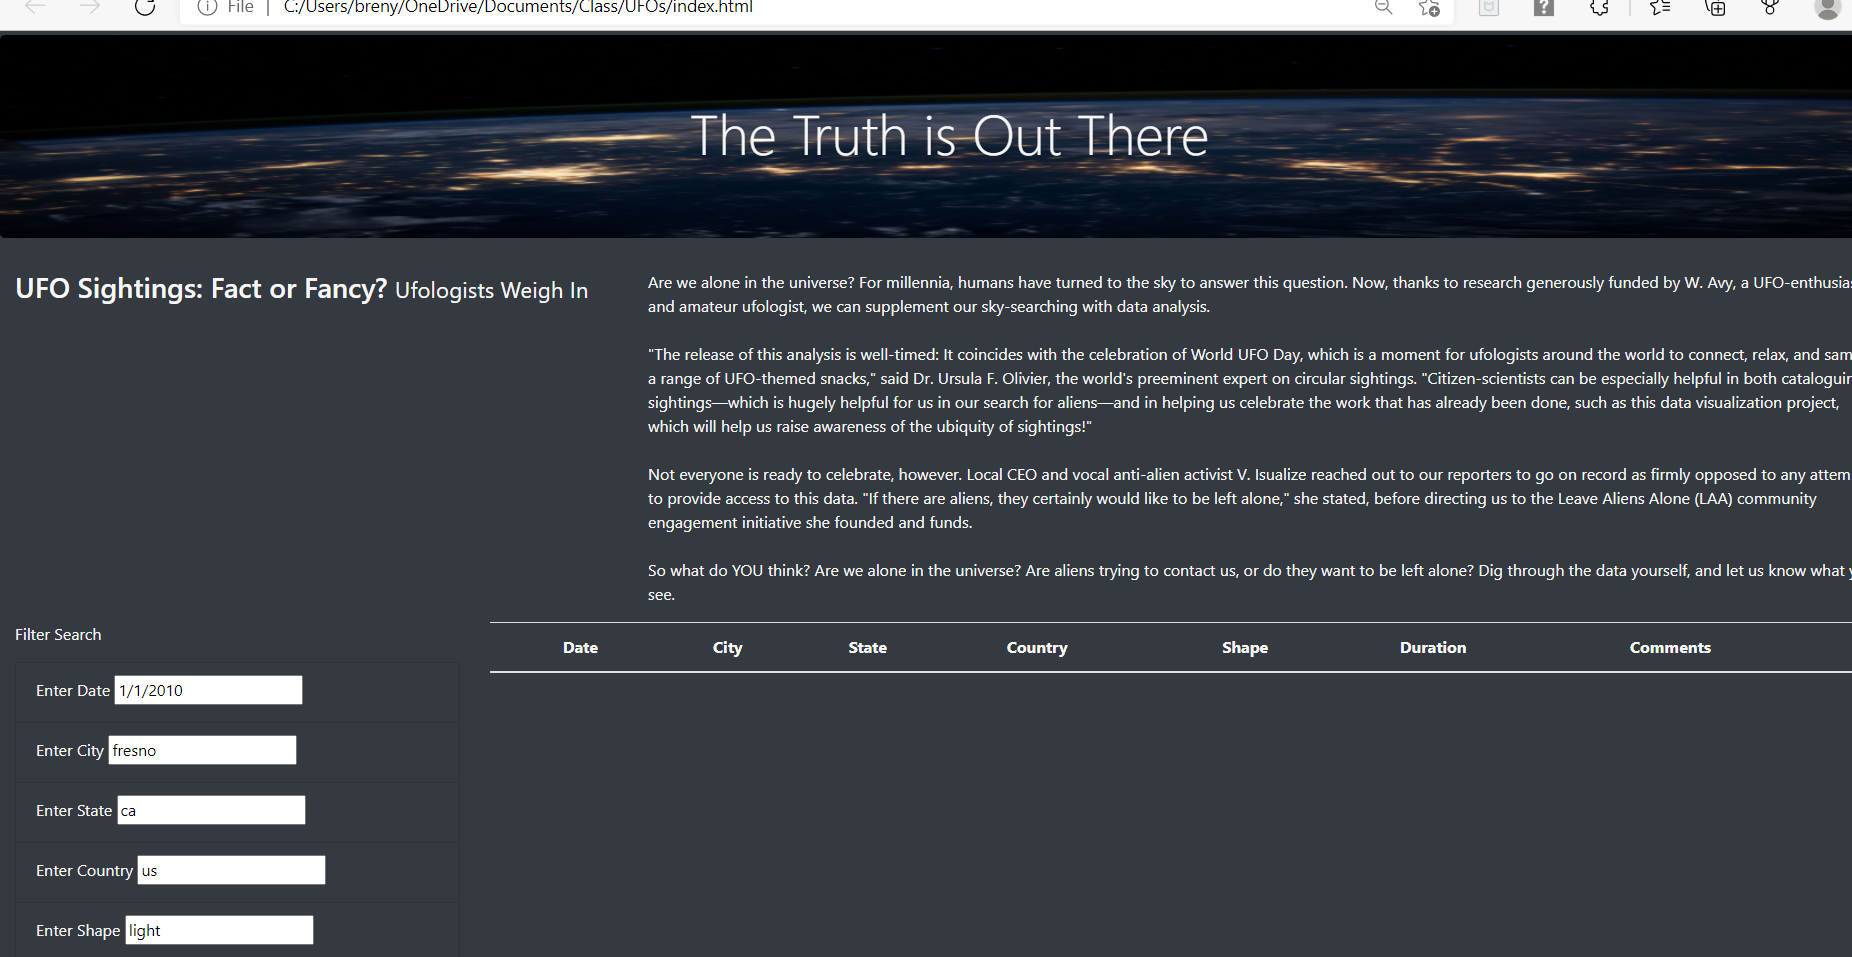 File | C:/Users/breny/OneDrive/Documents/Class/UFOs/index.html
The Truth is Out There
UFO Sightings: Fact or Fancy? Ufologists Weigh In
Are we alone in the universe? For millennia, humans have turned to the sky to answer this question. Now, thanks to research generously funded by W. Avy, a UFO-enthusias
and amateur ufologist, we can supplement our sky-searching with data analysis.
"The release of this analysis is well-timed: It coincides with the celebration of World UFO Day, which is a moment for ufologists around the world to connect, relax, and sam
a range of UFO-themed snacks," said Dr. Ursula F. Olivier, the world's preeminent expert on circular sightings. "Citizen-scientists can be especially helpful in both cataloguin
sightings—which is hugely helpful for us in our search for aliens—and in helping us celebrate the work that has already been done, such as this data visualization project,
which will help us raise awareness of the ubiquity of sightings!"
Not everyone is ready to celebrate, however. Local CEO and vocal anti-alien activist V. Isualize reached out to our reporters to go on record as firmly opposed to any attem
to provide access to this data. "If there are aliens, they certainly would like to be left alone," she stated, before directing us to the Leave Aliens Alone (LAA) community
engagement initiative she founded and funds.
So what do YOU think? Are we alone in the universe? Are aliens trying to contact us, or do they want to be left alone? Dig through the data yourself, and let us know what y
see.
Filter Search
Date City State Country Shape Duration Comments
Enter Date 1/1/2010
Enter City fresno
Enter State ca
Enter Country us
Enter Shape light